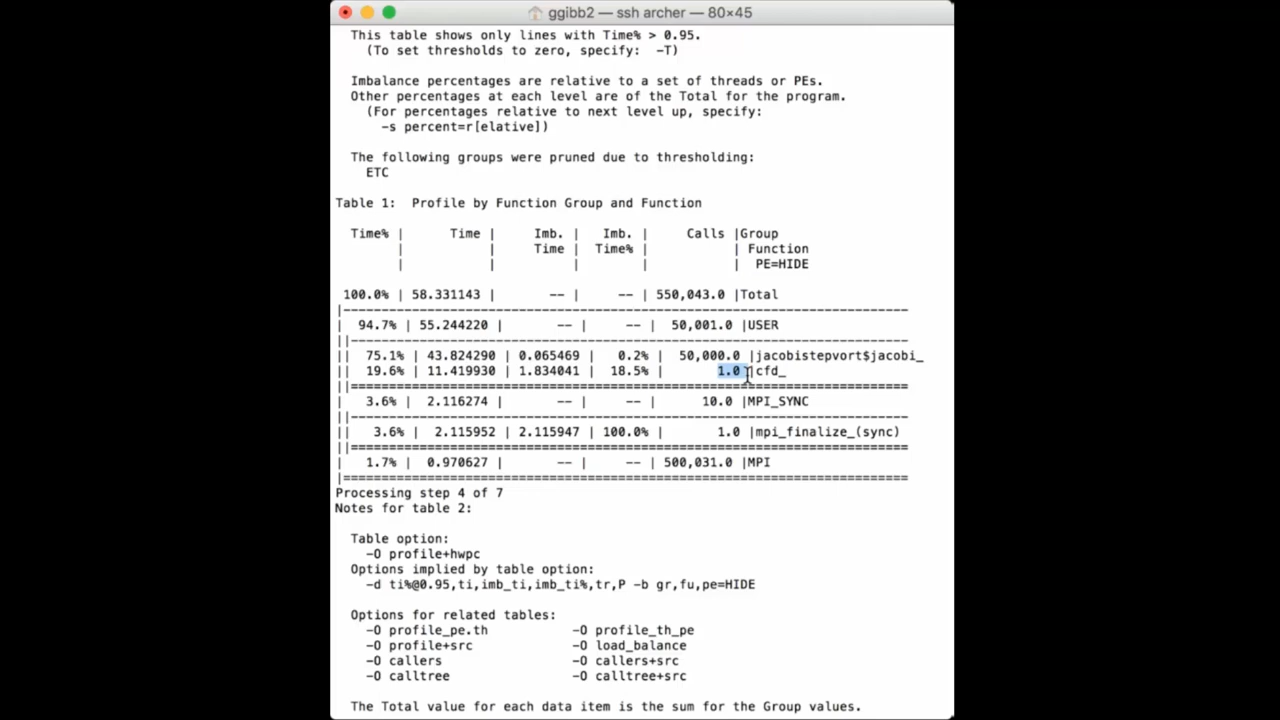 ggibb2 — ssh archer — 80×45
This table shows only lines with Time% > 0.95.
(To set thresholds to zero, specify: -T)
Imbalance percentages are relative to a set of threads or PEs.
Other percentages at each level are of the Total for the program.
(For percentages relative to next level up, specify:
-s percent=r[elative])
The following groups were pruned due to thresholding:
ETC
Table 1: Profile by Function Group and Function
Time% | Time | Imb. | Imb. | Calls |Group
| | Time | Time% | | Function
| | | | | PE=HIDE
100.0% | 58.331143 | -- | -- | 550,043.0 |Total
|-------------------------------------------------------------------------
| 94.7% | 55.244220 | -- | -- | 50,001.0 |USER
||------------------------------------------------------------------------
|| 75.1% | 43.824290 | 0.065469 | 0.2% | 50,000.0 |jacobistepvort$jacobi_
|| 19.6% | 11.419930 | 1.834041 | 18.5% | 1.0 |cfd_
||========================================================================
| 3.6% | 2.116274 | -- | -- | 10.0 |MPI_SYNC
||------------------------------------------------------------------------
|| 3.6% | 2.115952 | 2.115947 | 100.0% | 1.0 |mpi_finalize_(sync)
||========================================================================
| 1.7% | 0.970627 | -- | -- | 500,031.0 |MPI
|=========================================================================
Processing step 4 of 7
Notes for table 2:
Table option:
-O profile+hwpc
Options implied by table option:
-d ti%@0.95,ti,imb_ti,imb_ti%,tr,P -b gr,fu,pe=HIDE
Options for related tables:
-O profile_pe.th -O profile_th_pe
-O profile+src -O load_balance
-O callers -O callers+src
-O calltree -O calltree+src
The Total value for each data item is the sum for the Group values.